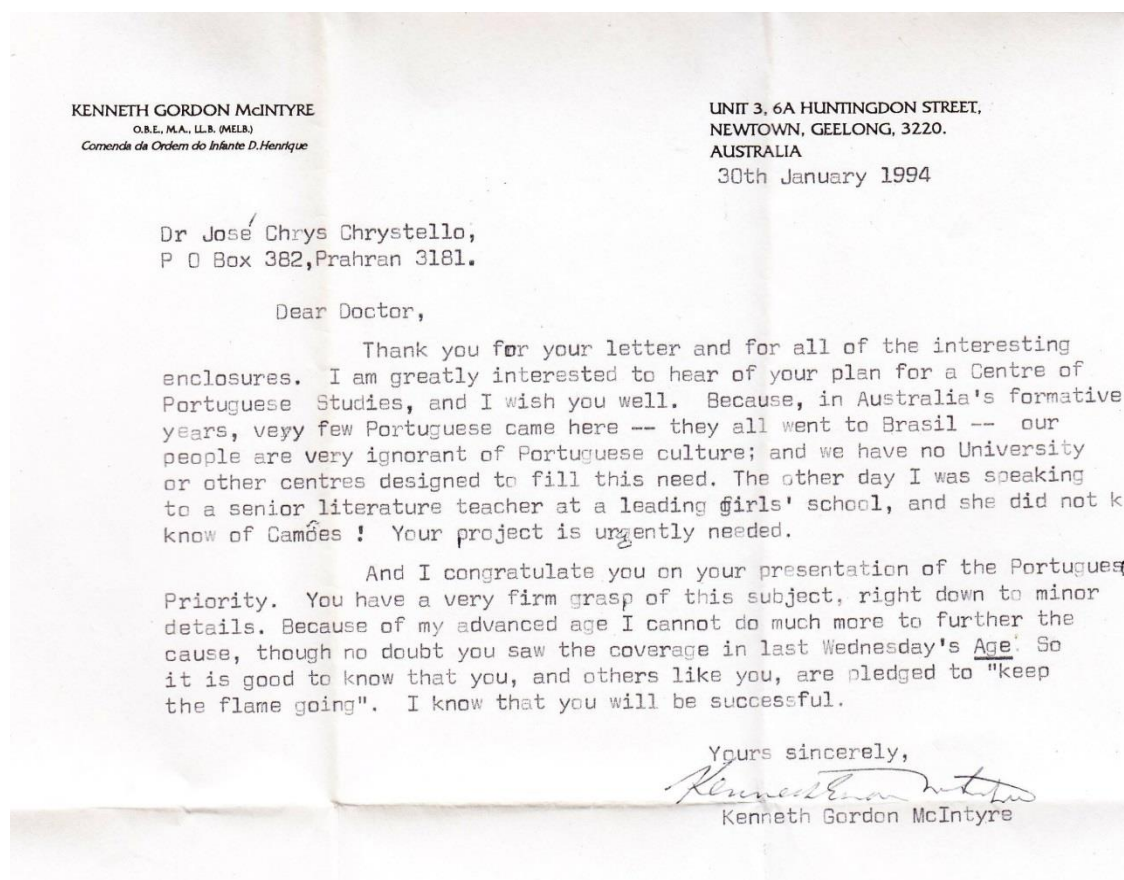 KENNETH GORDON McINTYRE
O.B.E., M.A., LL.B. (MELB.)
Comenda da Ordem do Infante D.Henrique
UNIT 3, 6A HUNTINGDON STREET,
NEWTOWN, GEELONG, 3220.
AUSTRALIA
30th January 1994
Dr José Chrys Chrystello,
P O Box 382,Prahran 3181.
Dear Doctor,
Thank you for your letter and for all of the interesting
enclosures. I am greatly interested to hear of your plan for a Centre of
Portuguese Studies, and I wish you well. Because, in Australia's formative
years, very few Portuguese came here -- they all went to Brasil -- our
people are very ignorant of Portuguese culture; and we have no University
or other centres designed to fill this need. The other day I was speaking
to a senior literature teacher at a leading girls' school, and she did not k
know of Camões ! Your project is urgently needed.
And I congratulate you on your presentation of the Portugues
Priority. You have a very firm grasp of this subject, right down to minor
details. Because of my advanced age I cannot do much more to further the
cause, though no doubt you saw the coverage in last Wednesday's Age. So
it is good to know that you, and others like you, are pledged to "keep
the flame going". I know that you will be successful.
Yours sincerely,
Kenneth Gordon McIntyre
Kenneth Gordon McIntyre